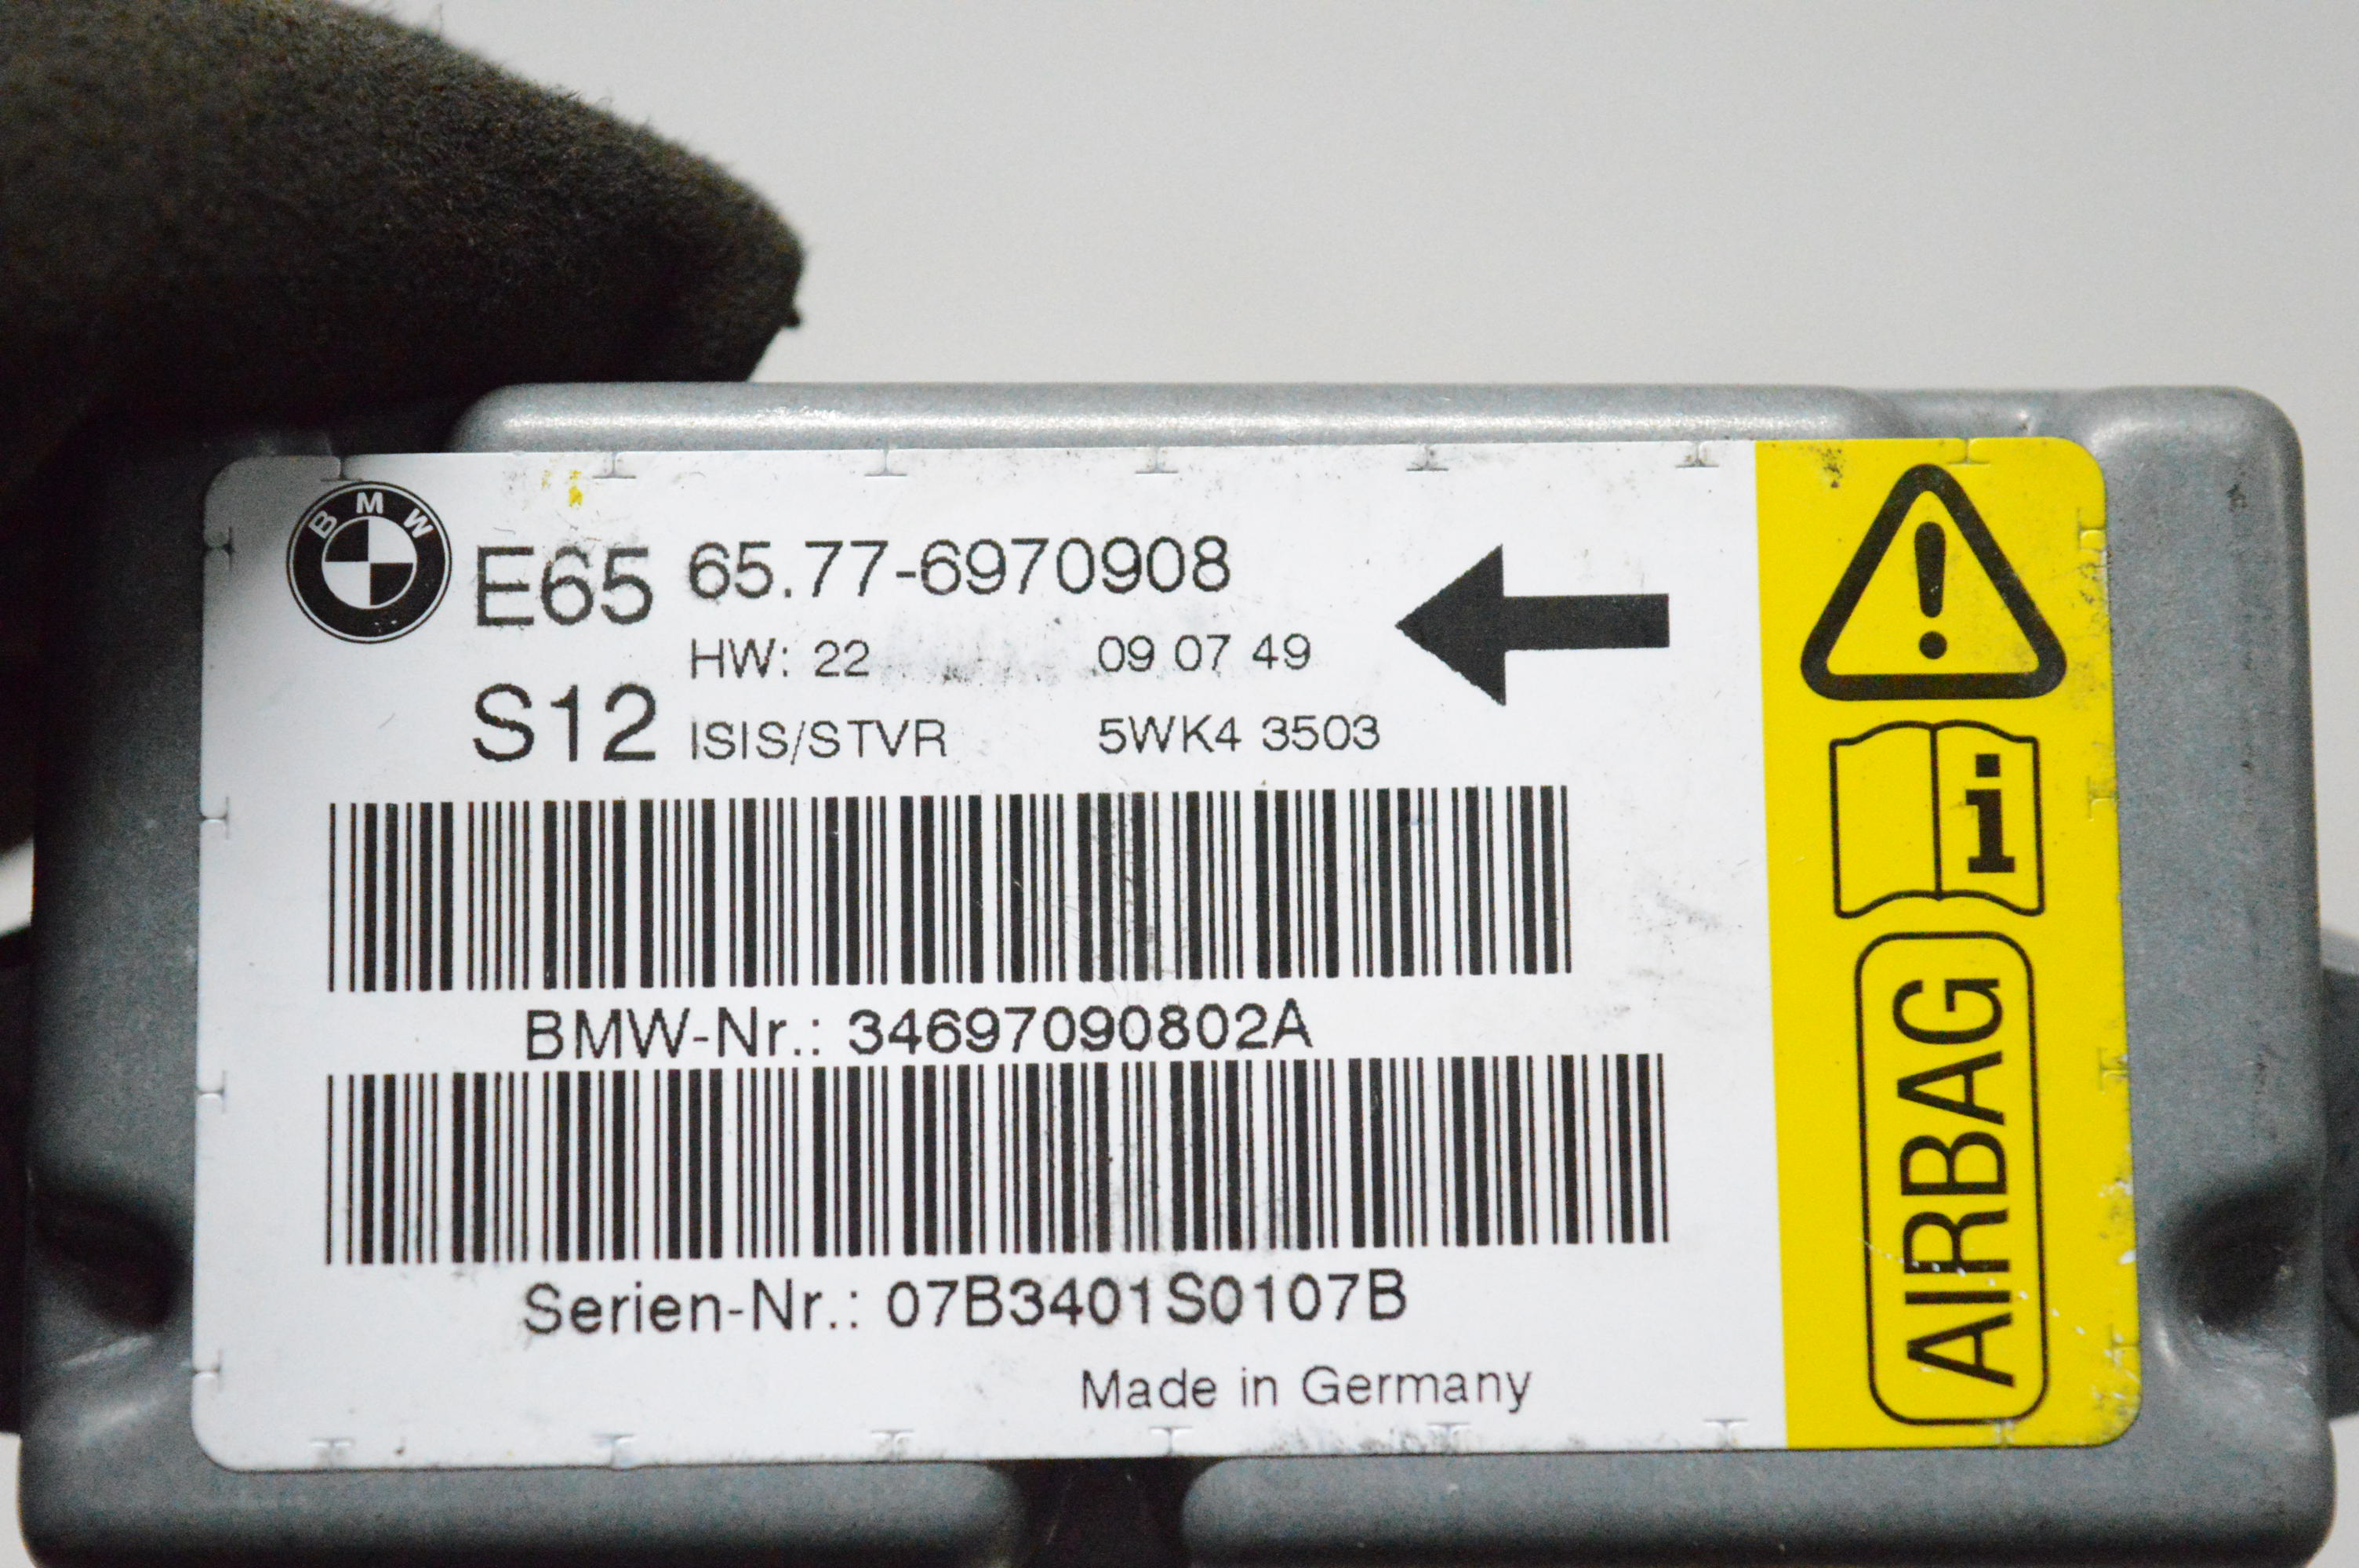 BMW
E65 65.77-6970908
HW: 22 09 07 49
S12 ISIS/STVR 5WK4 3503
BMW-Nr.: 34697090802A
Serien-Nr.: 07B3401S0107B
Made in Germany
i
AIRBAG